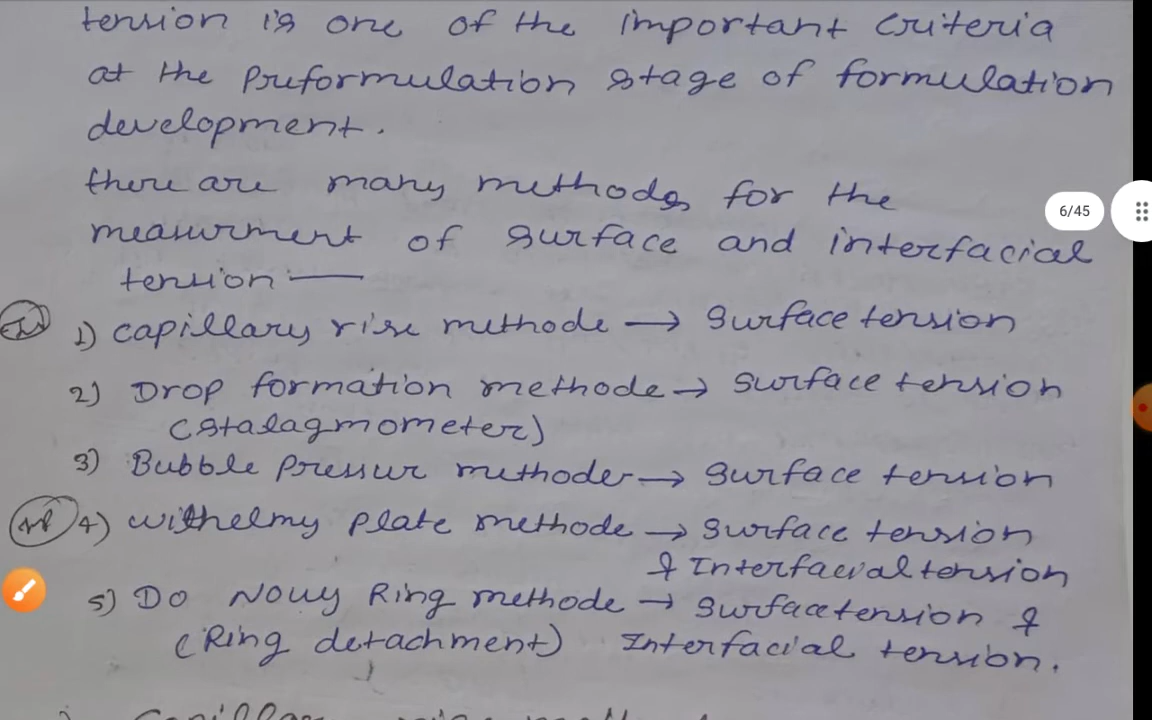 tension is one of the important criteria
at the preformulation stage of formulation
development.
there are many methods for the
measurment of surface and interfacial
tension —
1) capillary rise methode → surface tension
2) Drop formation methode → surface tension
(stalagmometer)
3) Bubble pressur methode → surface tension
4) withelmy plate methode → surface tension
& Interfacial tension
5) Do Nouy Ring methode → surface tension &
(Ring detachment) Interfacial tension.
6/45